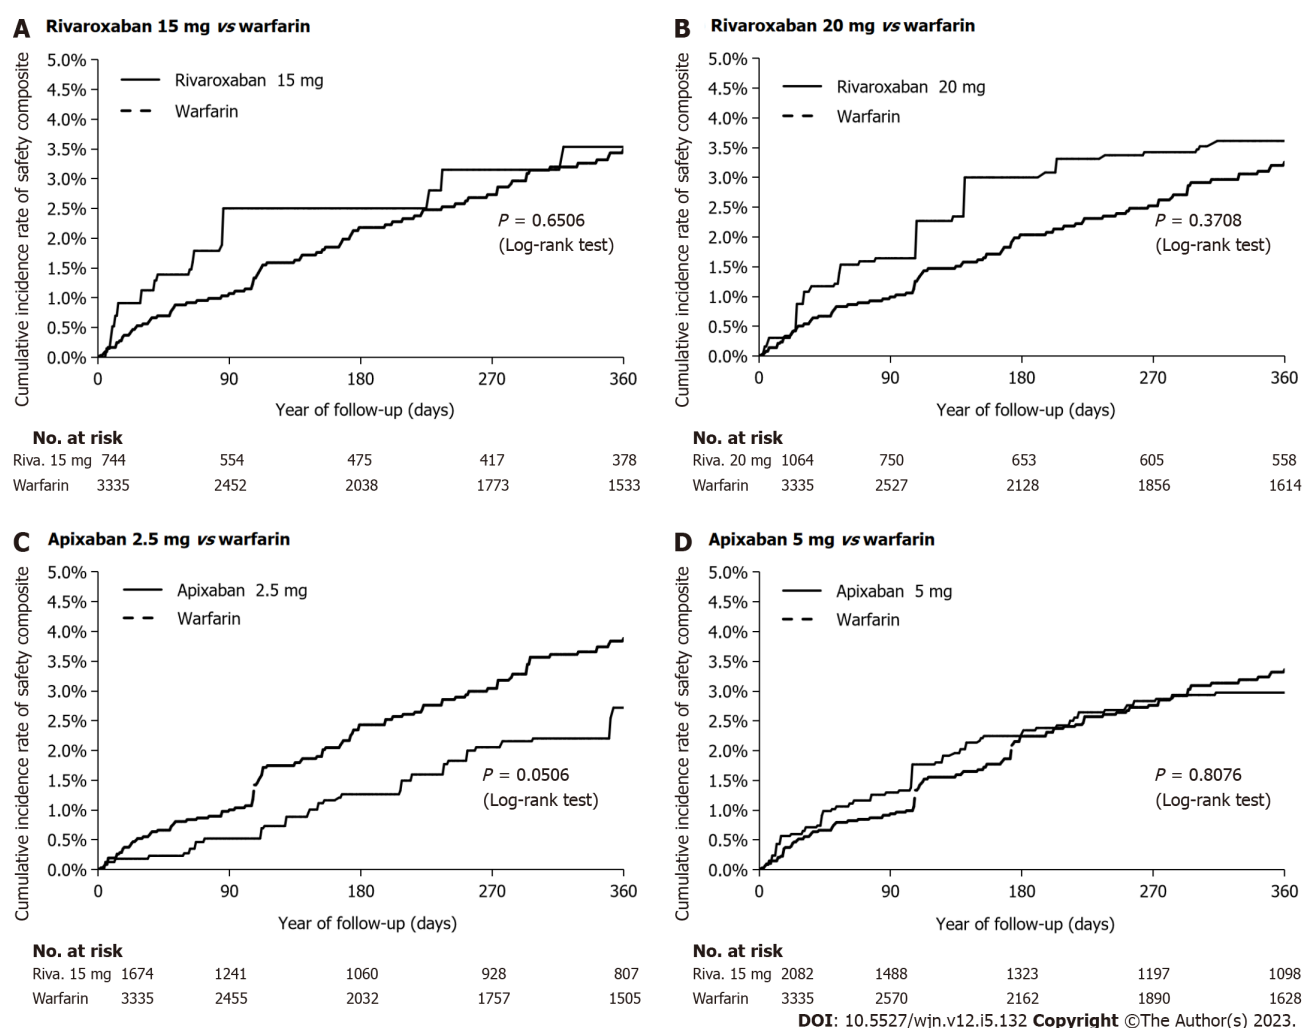 A Rivaroxaban 15 mg vs warfarin
Cumulative incidence rate of safety composite
5.0%
4.5%
4.0%
3.5%
3.0%
2.5%
2.0%
1.5%
1.0%
0.5%
0.0%
Rivaroxaban 15 mg
Warfarin
P = 0.6506
(Log-rank test)
0 90 180 270 360
Year of follow-up (days)
No. at risk
Riva. 15 mg 744 554 475 417 378
Warfarin 3335 2452 2038 1773 1533
B Rivaroxaban 20 mg vs warfarin
Cumulative incidence rate of safety composite
5.0%
4.5%
4.0%
3.5%
3.0%
2.5%
2.0%
1.5%
1.0%
0.5%
0.0%
Rivaroxaban 20 mg
Warfarin
P = 0.3708
(Log-rank test)
0 90 180 270 360
Year of follow-up (days)
No. at risk
Riva. 20 mg 1064 750 653 605 558
Warfarin 3335 2527 2128 1856 1614
C Apixaban 2.5 mg vs warfarin
Cumulative incidence rate of safety composite
5.0%
4.5%
4.0%
3.5%
3.0%
2.5%
2.0%
1.5%
1.0%
0.5%
0.0%
Apixaban 2.5 mg
Warfarin
P = 0.0506
(Log-rank test)
0 90 180 270 360
Year of follow-up (days)
No. at risk
Riva. 15 mg 1674 1241 1060 928 807
Warfarin 3335 2455 2032 1757 1505
D Apixaban 5 mg vs warfarin
Cumulative incidence rate of safety composite
5.0%
4.5%
4.0%
3.5%
3.0%
2.5%
2.0%
1.5%
1.0%
0.5%
0.0%
Apixaban 5 mg
Warfarin
P = 0.8076
(Log-rank test)
0 90 180 270 360
Year of follow-up (days)
No. at risk
Riva. 15 mg 2082 1488 1323 1197 1098
Warfarin 3335 2570 2162 1890 1628
DOI: 10.5527/wjn.v12.i5.132 Copyright ©The Author(s) 2023.